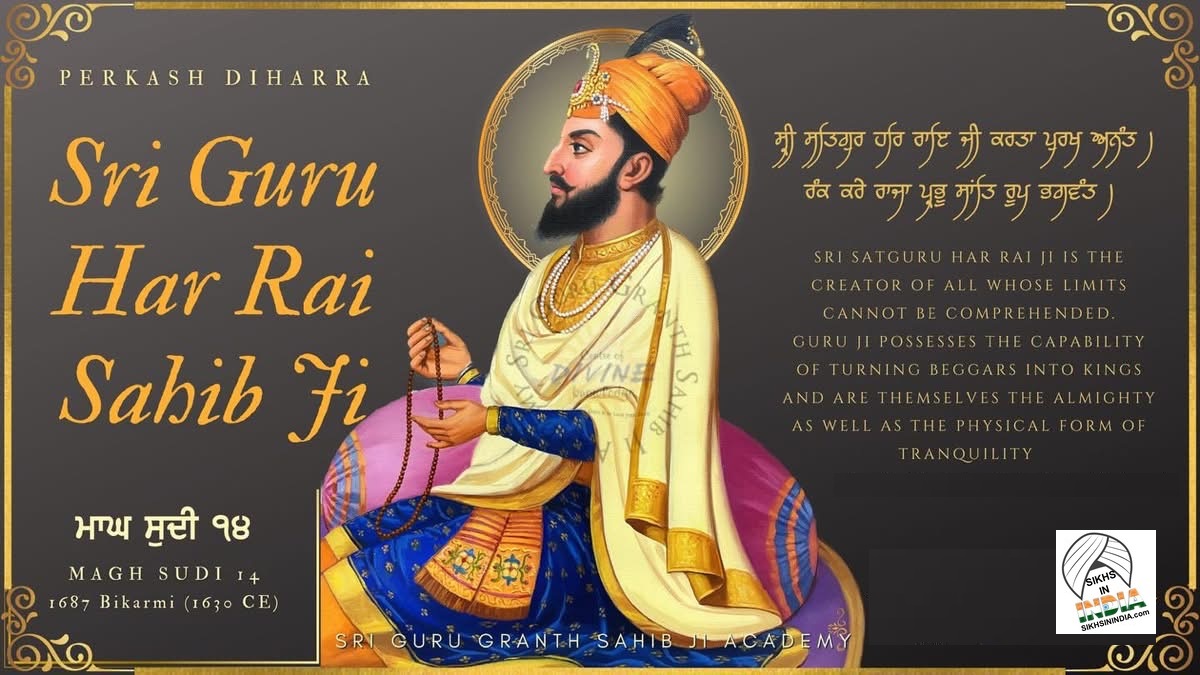 PERKASH DIHARRA
Sri Guru
Har Rai
Sahib Ji
ਮਾਘ ਸੁਦੀ ੧੪
MAGH SUDI 14
1687 Bikarmi (1630 CE)
ਸ੍ਰੀ ਸਤਿਗੁਰ ਹਰਿ ਰਾਇ ਜੀ ਕਰਤਾ ਪੁਰਖ ਅਨੰਤ ।
ਰੰਕ ਕਰੇ ਰਾਜਾ ਪ੍ਰਭੂ ਸਾਂਤਿ ਰੂਪ ਭਗਵੰਤ ।
SRI SATGURU HAR RAI JI IS THE
CREATOR OF ALL WHOSE LIMITS
CANNOT BE COMPREHENDED.
GURU JI POSSESSES THE CAPABILITY
OF TURNING BEGGARS INTO KINGS
AND ARE THEMSELVES THE ALMIGHTY
AS WELL AS THE PHYSICAL FORM OF
TRANQUILITY
Centre of
DIVINE
SRI GURU GRANTH SAHIB JI ACADEMY
SIKHS
IN
INDIA
SIKHSININDIA.com